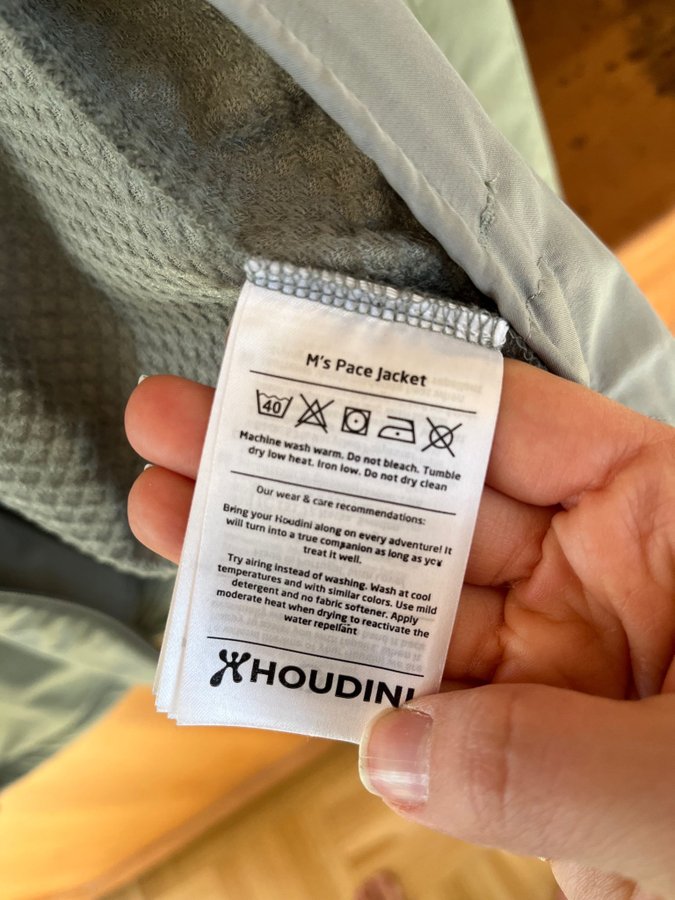 M's Pace Jacket
40
Machine wash warm. Do not bleach. Tumble
dry low heat. Iron low. Do not dry clean
Our wear & care recommendations:
Bring your Houdini along on every adventure! It
will turn into a true companion as long as you
treat it well.
Try airing instead of washing. Wash at cool
temperatures and with similar colors. Use mild
detergent and no fabric softener. Apply
moderate heat when drying to reactivate the
water repellant
HOUDINI